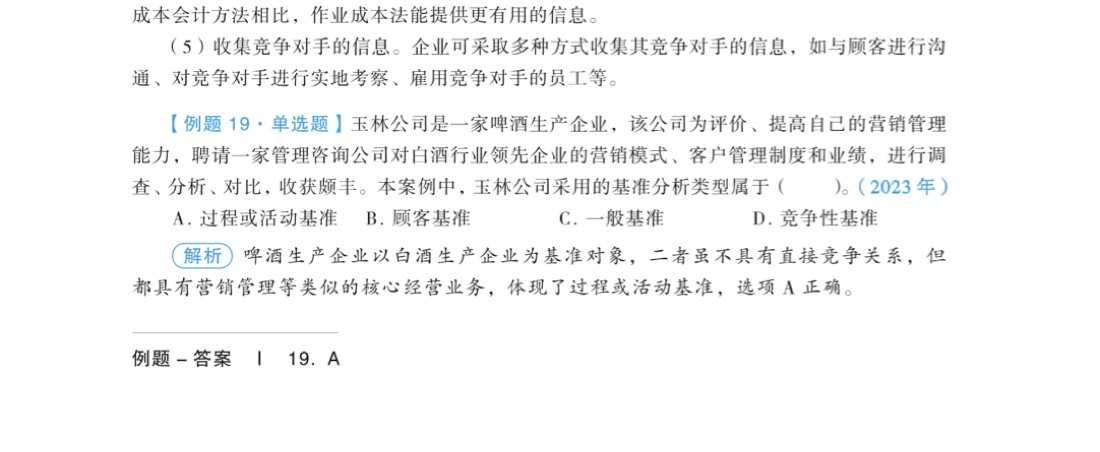 成本会计方法相比，作业成本法能提供更有用的信息。
（5）收集竞争对手的信息。企业可采取多种方式收集其竞争对手的信息，如与顾客进行沟
通、对竞争对手进行实地考察、雇用竞争对手的员工等。
【例题 19·单选题】玉林公司是一家啤酒生产企业，该公司为评价、提高自己的营销管理
能力，聘请一家管理咨询公司对白酒行业领先企业的营销模式、客户管理制度和业绩，进行调
查、分析、对比，收获颇丰。本案例中，玉林公司采用的基准分析类型属于（　　）。（2023 年）
A. 过程或活动基准　B. 顾客基准　C. 一般基准　D. 竞争性基准
解析 啤酒生产企业以白酒生产企业为基准对象，二者虽不具有直接竞争关系，但
都具有营销管理等类似的核心经营业务，体现了过程或活动基准，选项 A 正确。
例题 – 答案 | 19. A